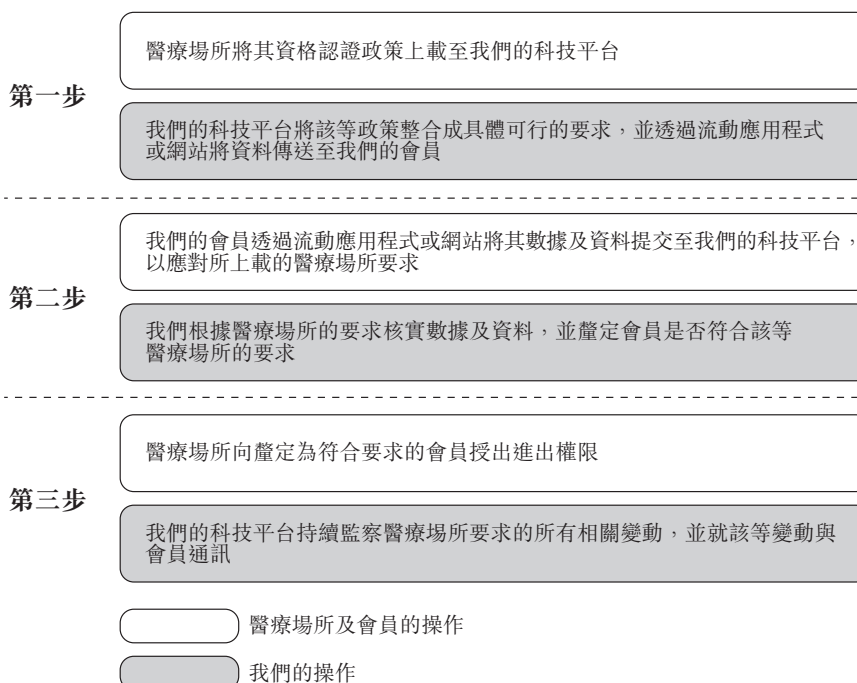 醫療場所將其資格認證政策上載至我們的科技平台
第一步
我們的科技平台將該等政策整合成具體可行的要求，並透過流動應用程式
或網站將資料傳送至我們的會員
我們的會員透過流動應用程式或網站將其數據及資料提交至我們的科技平台，
以應對所上載的醫療場所要求
第二步
我們根據醫療場所的要求核實數據及資料，並釐定會員是否符合該等
醫療場所的要求
醫療場所向釐定為符合要求的會員授出進出權限
第三步
我們的科技平台持續監察醫療場所要求的所有相關變動，並就該等變動與
會員通訊
醫療場所及會員的操作
我們的操作